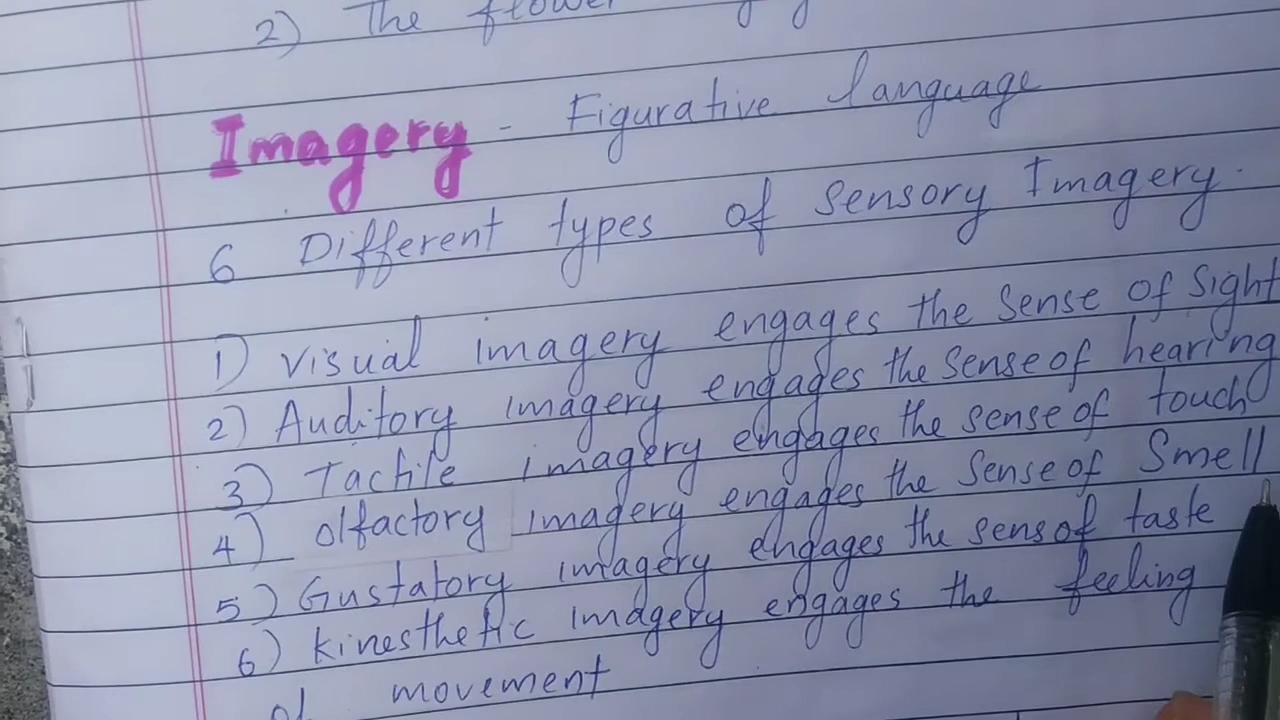 2) The flower
Imagery - Figurative language
6 Different types of Sensory Imagery.
1) Visual imagery engages the sense of sight
2) Auditory imagery engages the sense of hearing
3) Tactile imagery engages the sense of touch
4) olfactory imagery engages the sense of Smell
5) Gustatory imagery engages the sens of taste
6) kinesthetic imagery engages the feeling
of movement